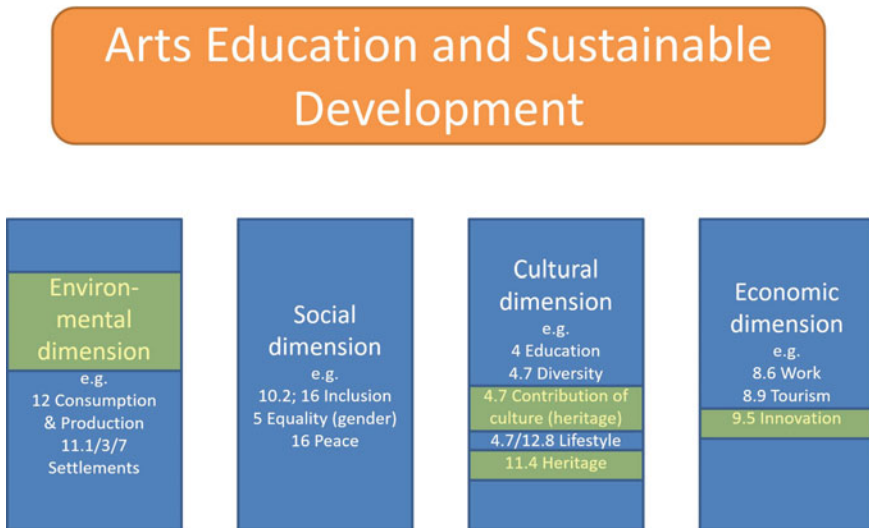 Arts Education and Sustainable
Development
Environ-
mental
dimension
e.g.
12 Consumption
& Production
11.1/3/7
Settlements
Social
dimension
e.g.
10.2; 16 Inclusion
5 Equality (gender)
16 Peace
Cultural
dimension
e.g.
4 Education
4.7 Diversity
4.7 Contribution of
culture (heritage)
4.7/12.8 Lifestyle
11.4 Heritage
Economic
dimension
e.g.
8.6 Work
8.9 Tourism
9.5 Innovation